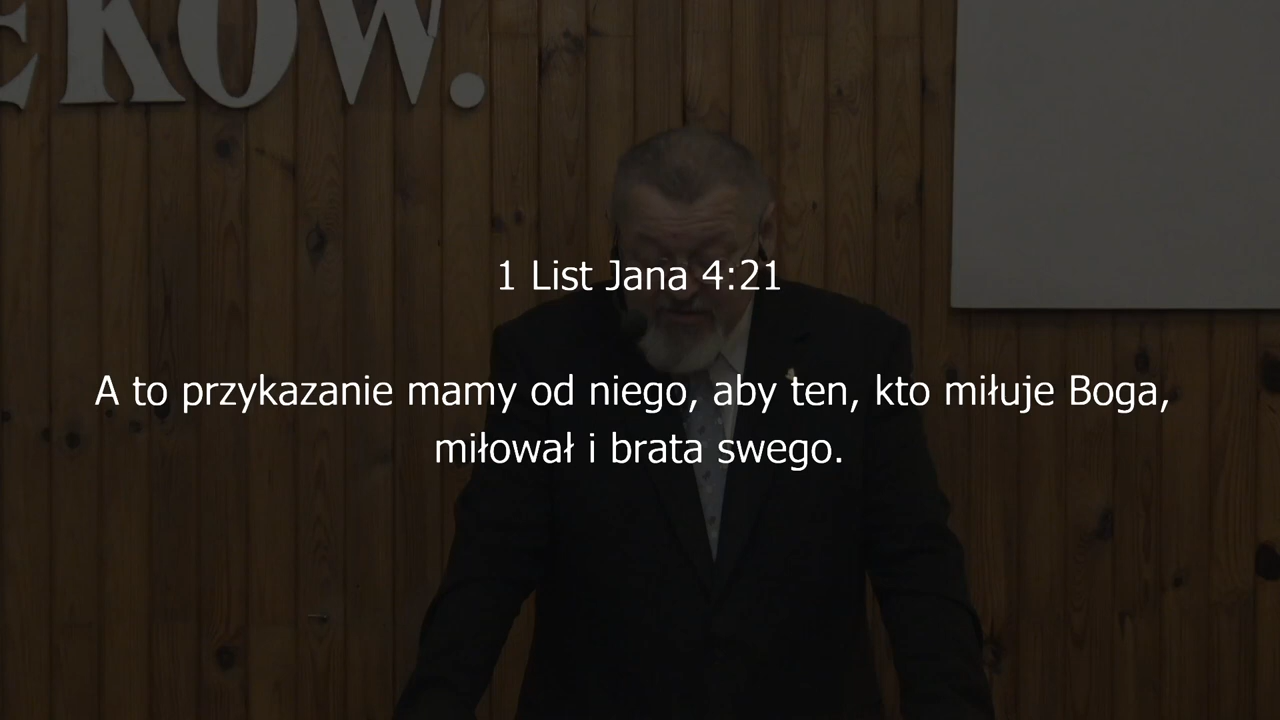 EKÓW.
1 List Jana 4:21
A to przykazanie mamy od niego, aby ten, kto miłuje Boga,
miłował i brata swego.